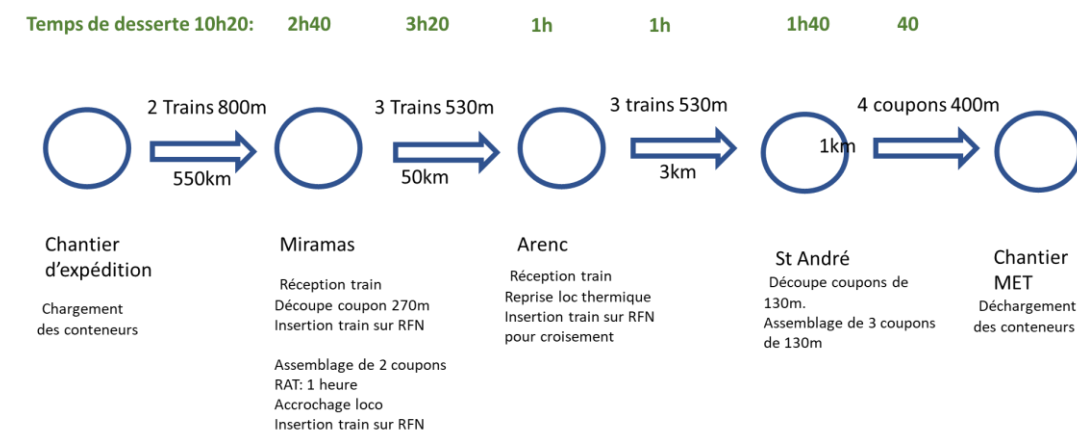 Temps de desserte 10h20: 2h40 3h20 1h 1h 1h40 40
2 Trains 800m
550km
3 Trains 530m
50km
3 trains 530m
3km
1km
4 coupons 400m
Chantier
d'expédition
Chargement
des conteneurs
Miramas
Réception train
Découpe coupon 270m
Insertion train sur RFN
Assemblage de 2 coupons
RAT: 1 heure
Accrochage loco
Insertion train sur RFN
Arenc
Réception train
Reprise loc thermique
Insertion train sur RFN
pour croisement
St André
Découpe coupons de
130m.
Assemblage de 3 coupons
de 130m
Chantier
MET
Déchargement
des conteneurs